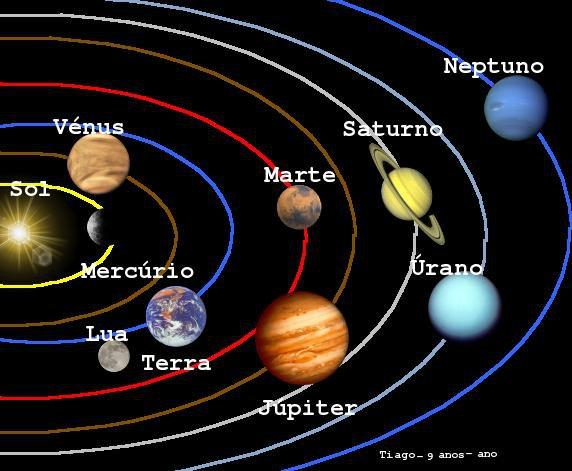 Neptuno
Vénus
Saturno
Marte
Sol
Mercúrio
Úrano
Lua
Terra
Jupiter
Tiago- 9 anos- ano